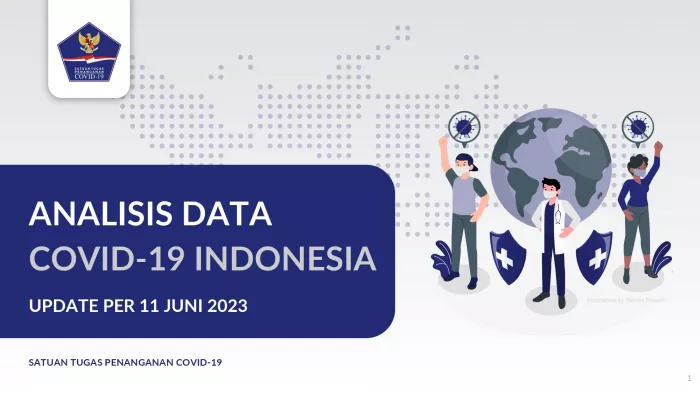 SATUAN TUGAS
PENANGANAN
COVID-19
ANALISIS DATA
COVID-19 INDONESIA
UPDATE PER 11 JUNI 2023
SATUAN TUGAS PENANGANAN COVID-19
1